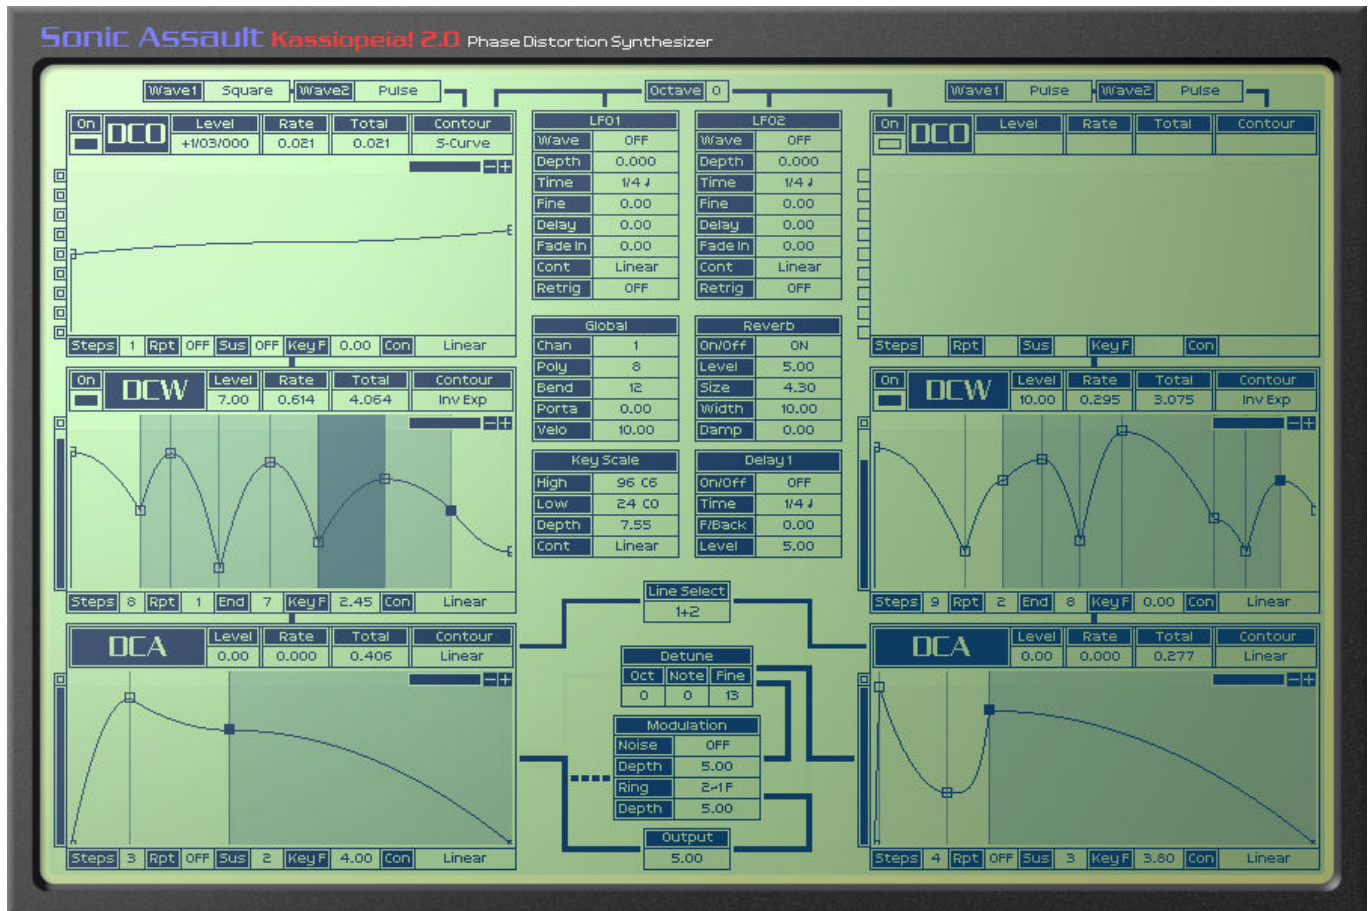 Sonic Assault Kassiopeia! 2.0 Phase Distortion Synthesizer
Wave1 Square Wave2 Pulse
Octave 0
Wave1 Pulse Wave2 Pulse
On DCO Level Rate Total Contour
+1/03/000 0.021 0.021 S-Curve
Steps 1 Rpt OFF Sus OFF Key F 0.00 Con Linear
LFO1
Wave OFF
Depth 0.000
Time 1/4 ♩
Fine 0.00
Delay 0.00
Fade In 0.00
Cont Linear
Retrig OFF
LFO2
Wave OFF
Depth 0.000
Time 1/4 ♩
Fine 0.00
Delay 0.00
Fade In 0.00
Cont Linear
Retrig OFF
On DCO Level Rate Total Contour
Steps Rpt Sus Key F Con
Global
Chan 1
Poly 8
Bend 12
Porta 0.00
Velo 10.00
Reverb
On/Off ON
Level 5.00
Size 4.30
Width 10.00
Damp 0.00
On DCW Level Rate Total Contour
7.00 0.614 4.064 Inv Exp
Steps 8 Rpt 1 End 7 Key F 2.45 Con Linear
Key Scale
High 96 C6
Low 24 C0
Depth 7.55
Cont Linear
Delay 1
On/Off OFF
Time 1/4 ♩
F/Back 0.00
Level 5.00
On DCW Level Rate Total Contour
10.00 0.295 3.075 Inv Exp
Steps 9 Rpt 2 End 8 Key F 0.00 Con Linear
Line Select
1+2
DCA Level Rate Total Contour
0.00 0.000 0.406 Linear
Steps 3 Rpt OFF Sus 2 Key F 4.00 Con Linear
Detune
Oct Note Fine
0 0 13
Modulation
Noise OFF
Depth 5.00
Ring 2→1F
Depth 5.00
Output
5.00
DCA Level Rate Total Contour
0.00 0.000 0.277 Linear
Steps 4 Rpt OFF Sus 3 Key F 3.80 Con Linear